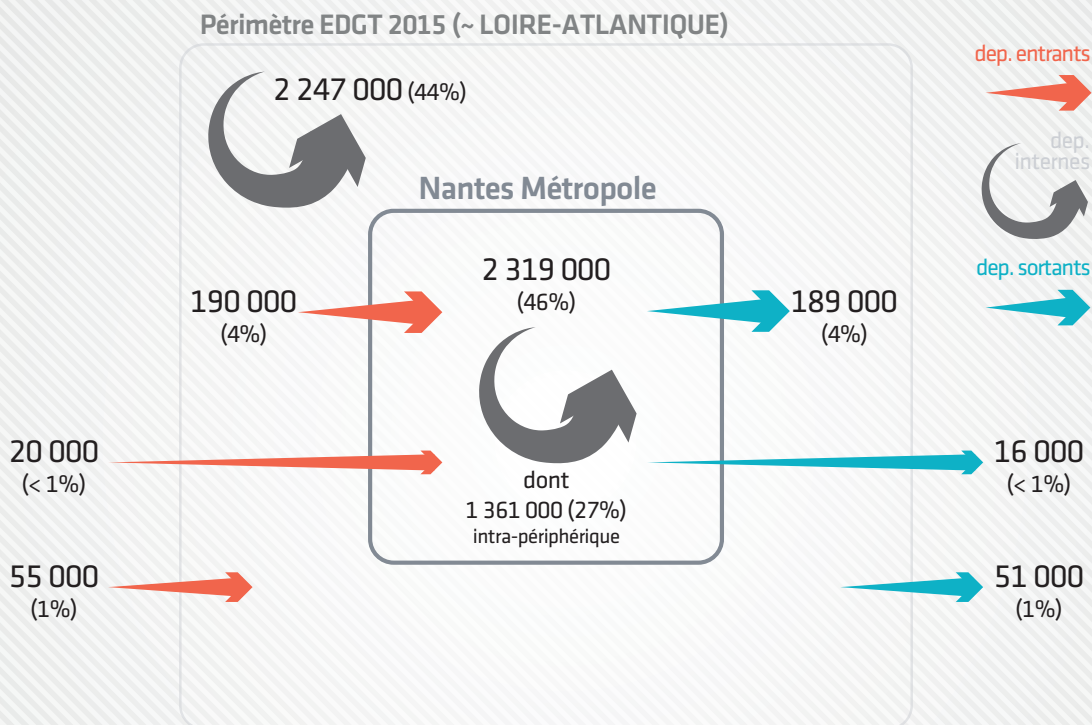 Périmètre EDGT 2015 (~ LOIRE-ATLANTIQUE)
dep. entrants
2 247 000 (44%)
dep.
internes
Nantes Métropole
dep. sortants
2 319 000
(46%)
190 000
(4%)
189 000
(4%)
20 000
(< 1%)
16 000
(< 1%)
dont
1 361 000 (27%)
intra-périphérique
55 000
(1%)
51 000
(1%)